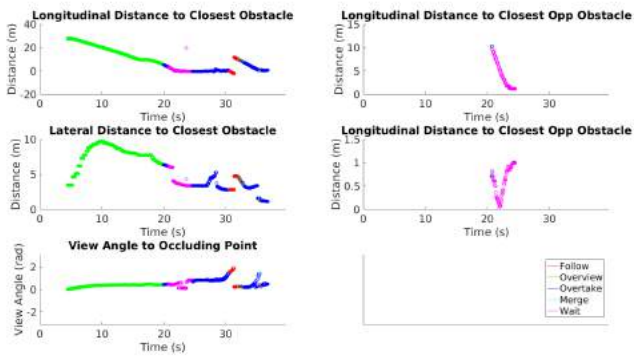 Longitudinal Distance to Closest Obstacle
Distance (m)
40
20
0
-20
0
10
20
30
Time (s)
Longitudinal Distance to Closest Opp Obstacle
Distance (m)
15
10
5
0
0
10
20
30
Time (s)
Lateral Distance to Closest Obstacle
Distance (m)
10
5
0
0
10
20
30
Time (s)
Longitudinal Distance to Closest Opp Obstacle
Distance (m)
1.5
1
0.5
0
0
10
20
30
Time (s)
View Angle to Occluding Point
View Angle (rad)
2
0
-2
0
10
20
30
Time (s)
Follow
Overview
Overtake
Merge
Wait